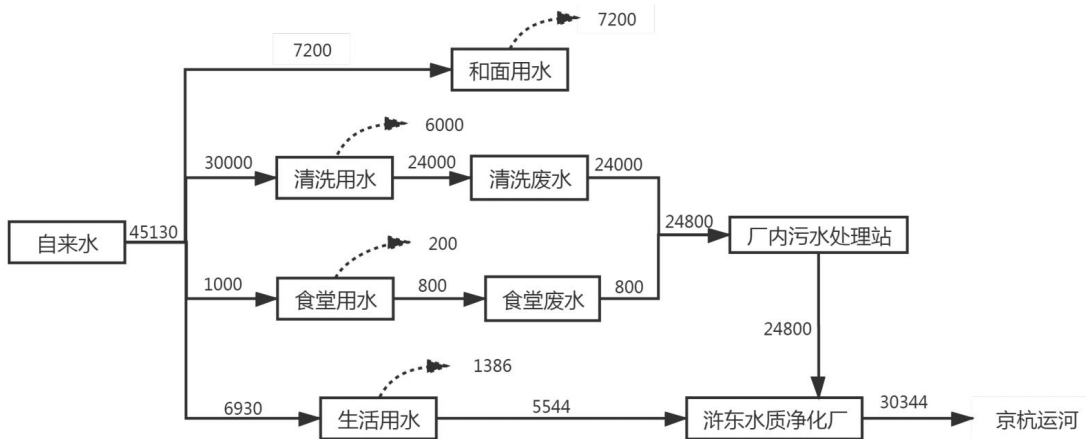 7200
7200
和面用水
6000
30000
清洗用水
24000
清洗废水
24000
自来水
45130
24800
厂内污水处理站
200
1000
食堂用水
800
食堂废水
800
24800
1386
6930
生活用水
5544
浒东水质净化厂
30344
京杭运河